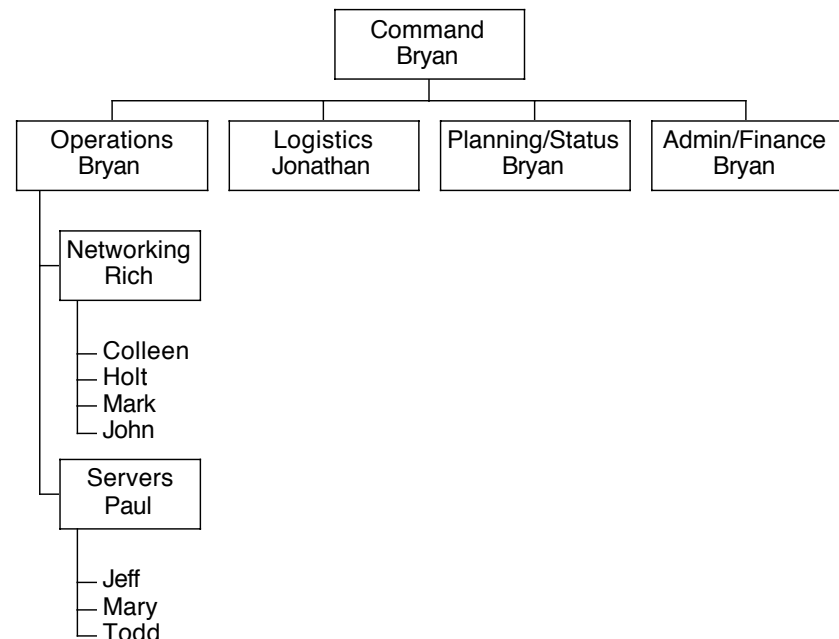 Command
Bryan
Operations
Bryan
Logistics
Jonathan
Planning/Status
Bryan
Admin/Finance
Bryan
Networking
Rich
Colleen
Holt
Mark
John
Servers
Paul
Jeff
Mary
Todd